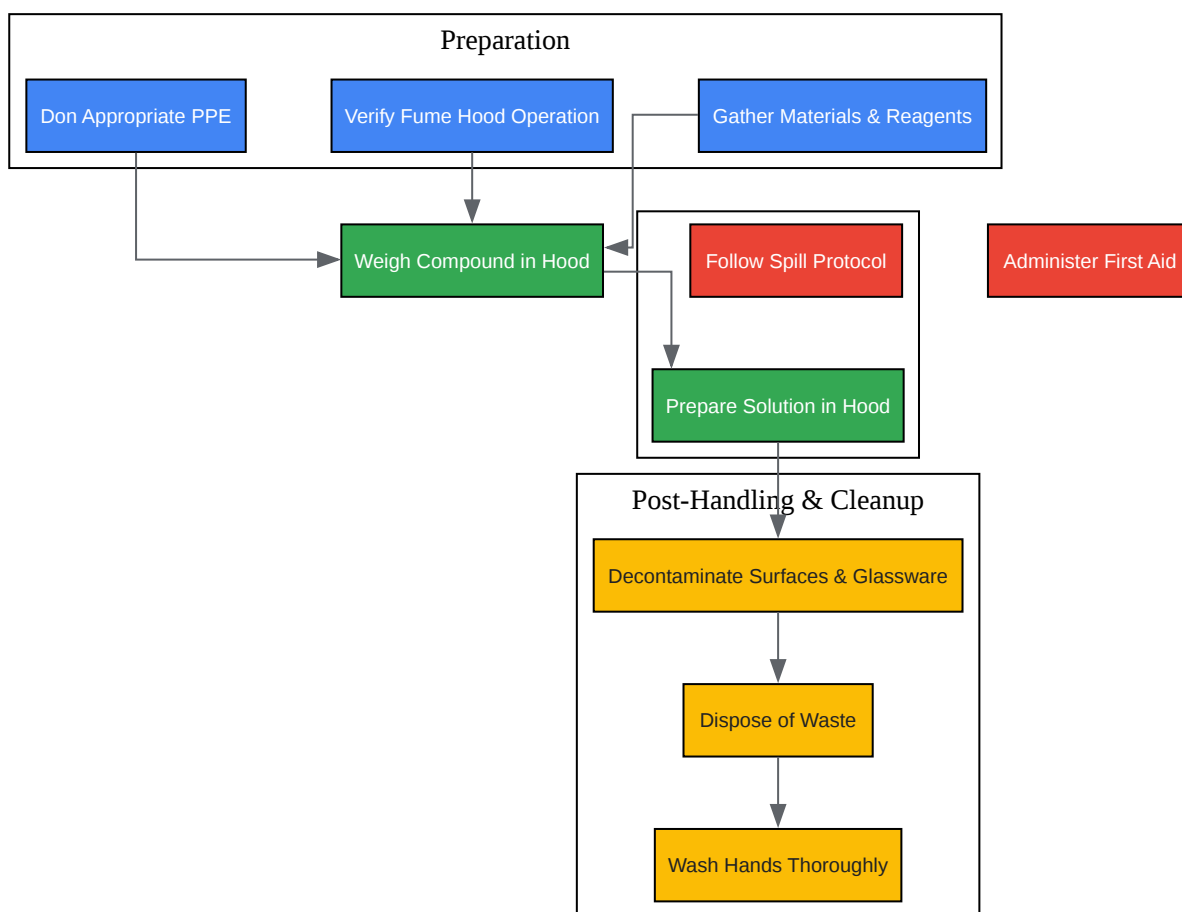 Preparation
Don Appropriate PPE
Verify Fume Hood Operation
Gather Materials & Reagents
Weigh Compound in Hood
Follow Spill Protocol
Administer First Aid
Prepare Solution in Hood
Post-Handling & Cleanup
Decontaminate Surfaces & Glassware
Dispose of Waste
Wash Hands Thoroughly